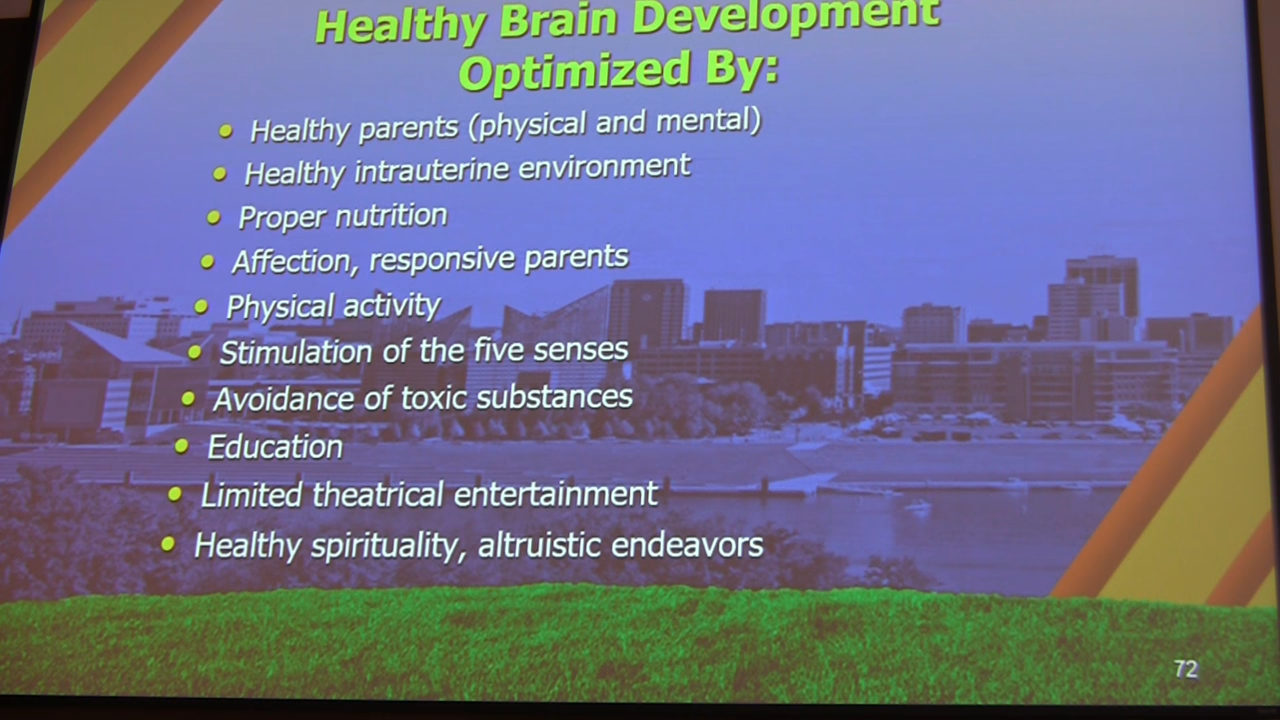 Healthy Brain Development
Optimized By:
• Healthy parents (physical and mental)
• Healthy intrauterine environment
• Proper nutrition
• Affection, responsive parents
• Physical activity
• Stimulation of the five senses
• Avoidance of toxic substances
• Education
• Limited theatrical entertainment
• Healthy spirituality, altruistic endeavors
72